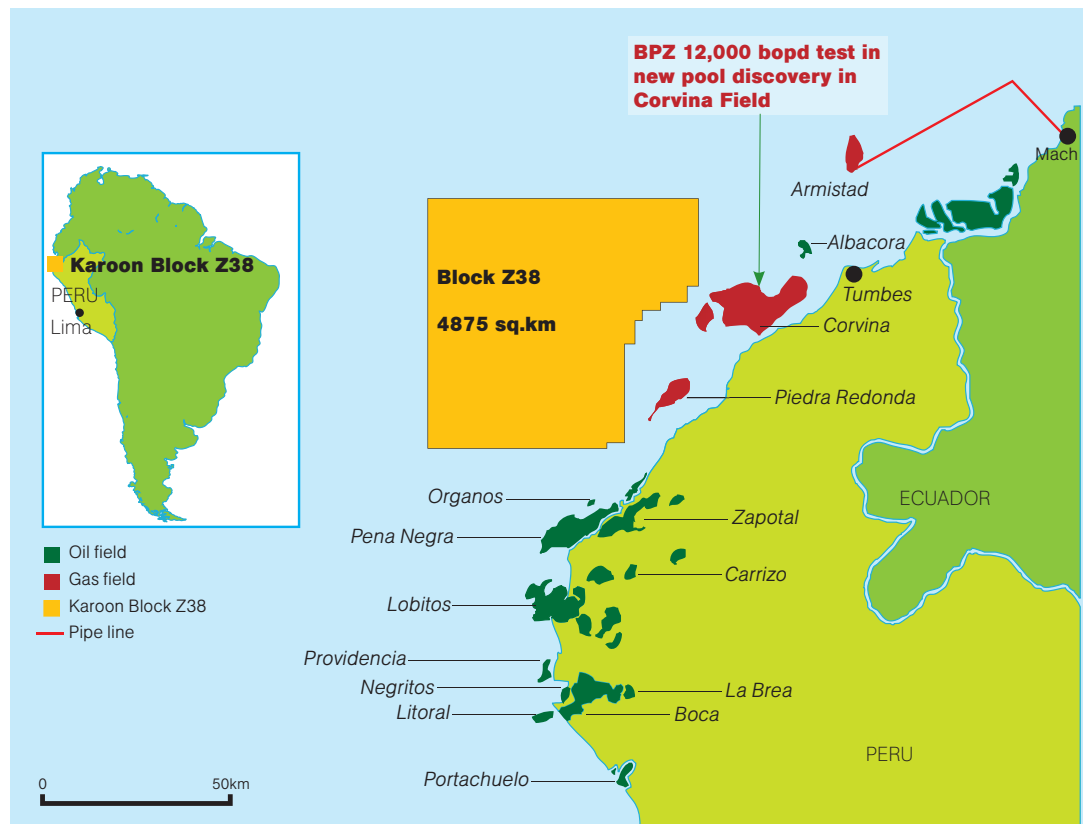 BPZ 12,000 bopd test in
new pool discovery in
Corvina Field
Mach
Armistad
Albacora
Tumbes
Corvina
Block Z38
4875 sq.km
Karoon Block Z38
PERU
Lima
Piedra Redonda
Organos
Zapotal
Pena Negra
ECUADOR
Oil field
Gas field
Karoon Block Z38
Pipe line
Carrizo
Lobitos
Providencia
Negritos
La Brea
Litoral
Boca
PERU
Portachuelo
0
50km